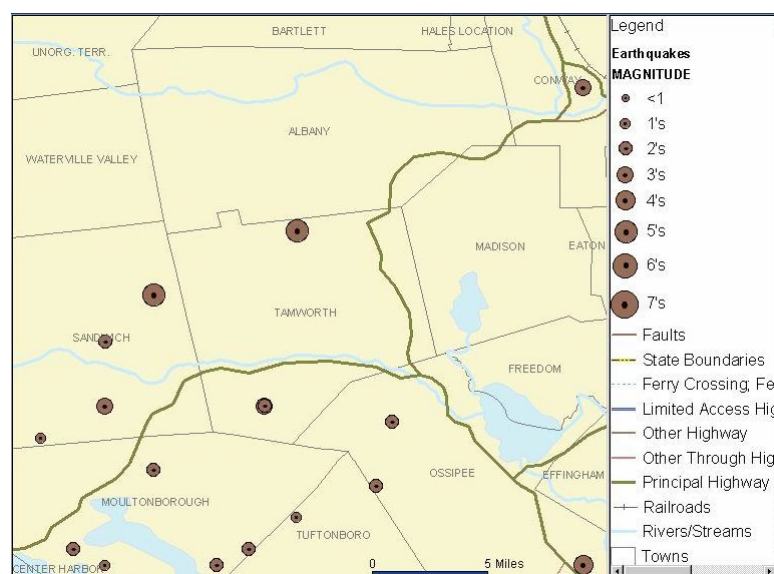 BARTLETT
HALES LOCATION
UNORG. TERR.
CONWAY
ALBANY
WATERVILLE VALLEY
MADISON
EATON
TAMWORTH
SANDWICH
FREEDOM
OSSIPEE
EFFINGHAM
MOULTONBOROUGH
TUFTONBORO
CENTER HARBOR
0 5 Miles
Legend
Earthquakes
MAGNITUDE
<1
1's
2's
3's
4's
5's
6's
7's
Faults
State Boundaries
Ferry Crossing; Fe
Limited Access Hig
Other Highway
Other Through Hig
Principal Highway
Railroads
Rivers/Streams
Towns